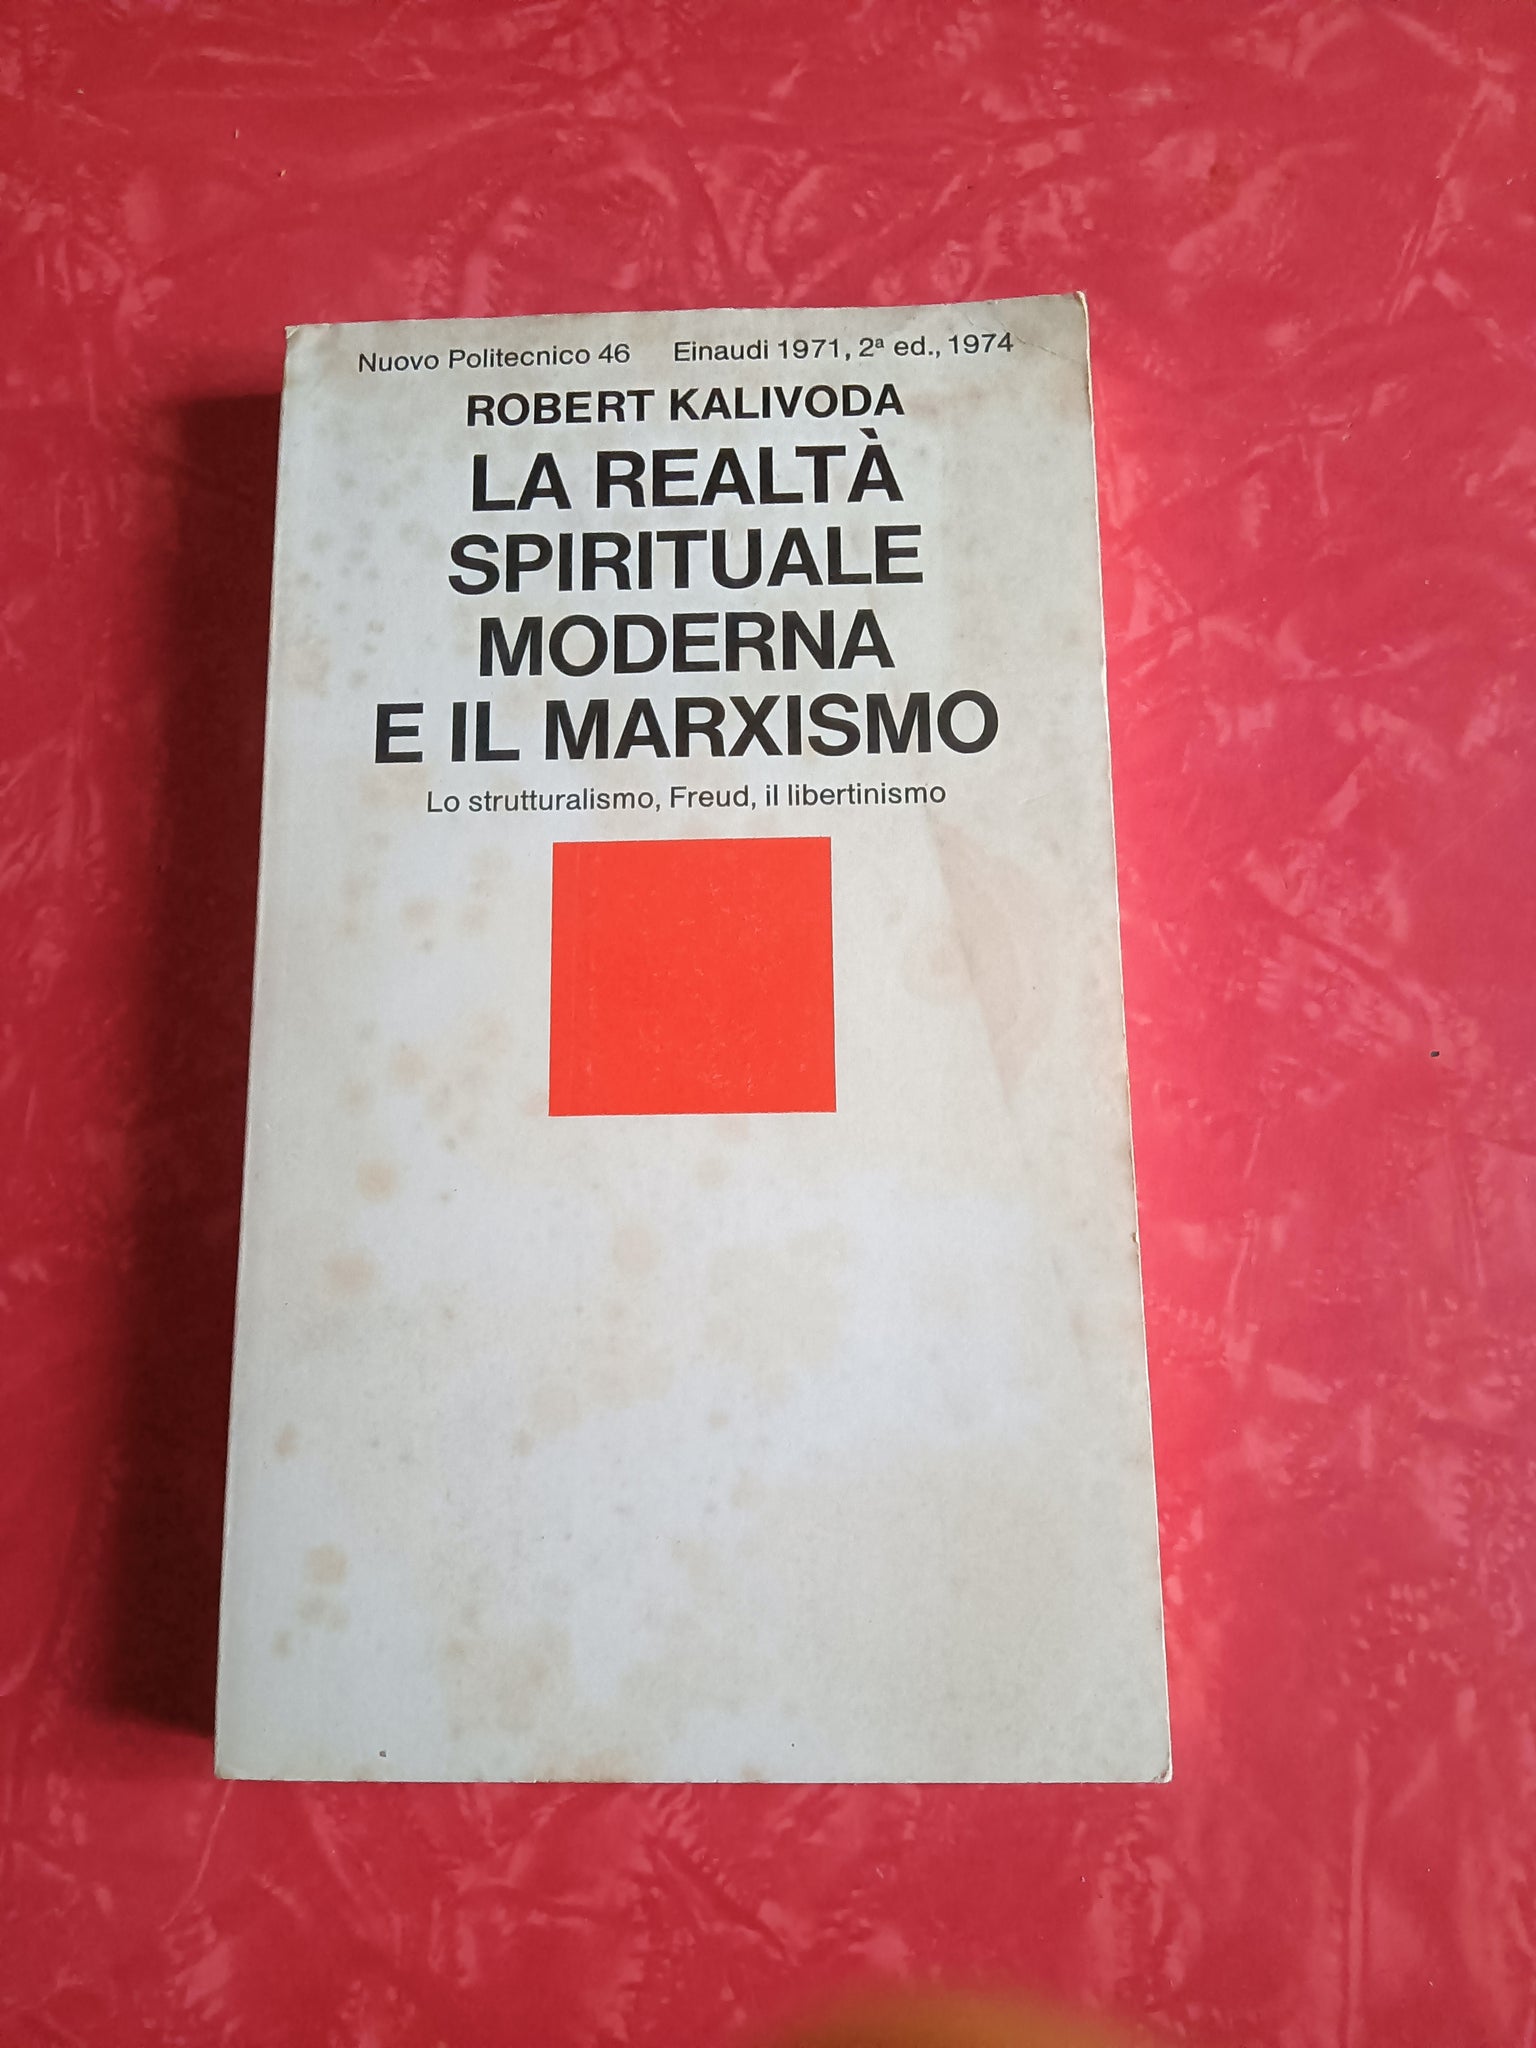 Nuovo Politecnico 46 Einaudi 1971, 2ª ed., 1974
ROBERT KALIVODA
LA REALTÀ
SPIRITUALE
MODERNA
E IL MARXISMO
Lo strutturalismo, Freud, il libertinismo